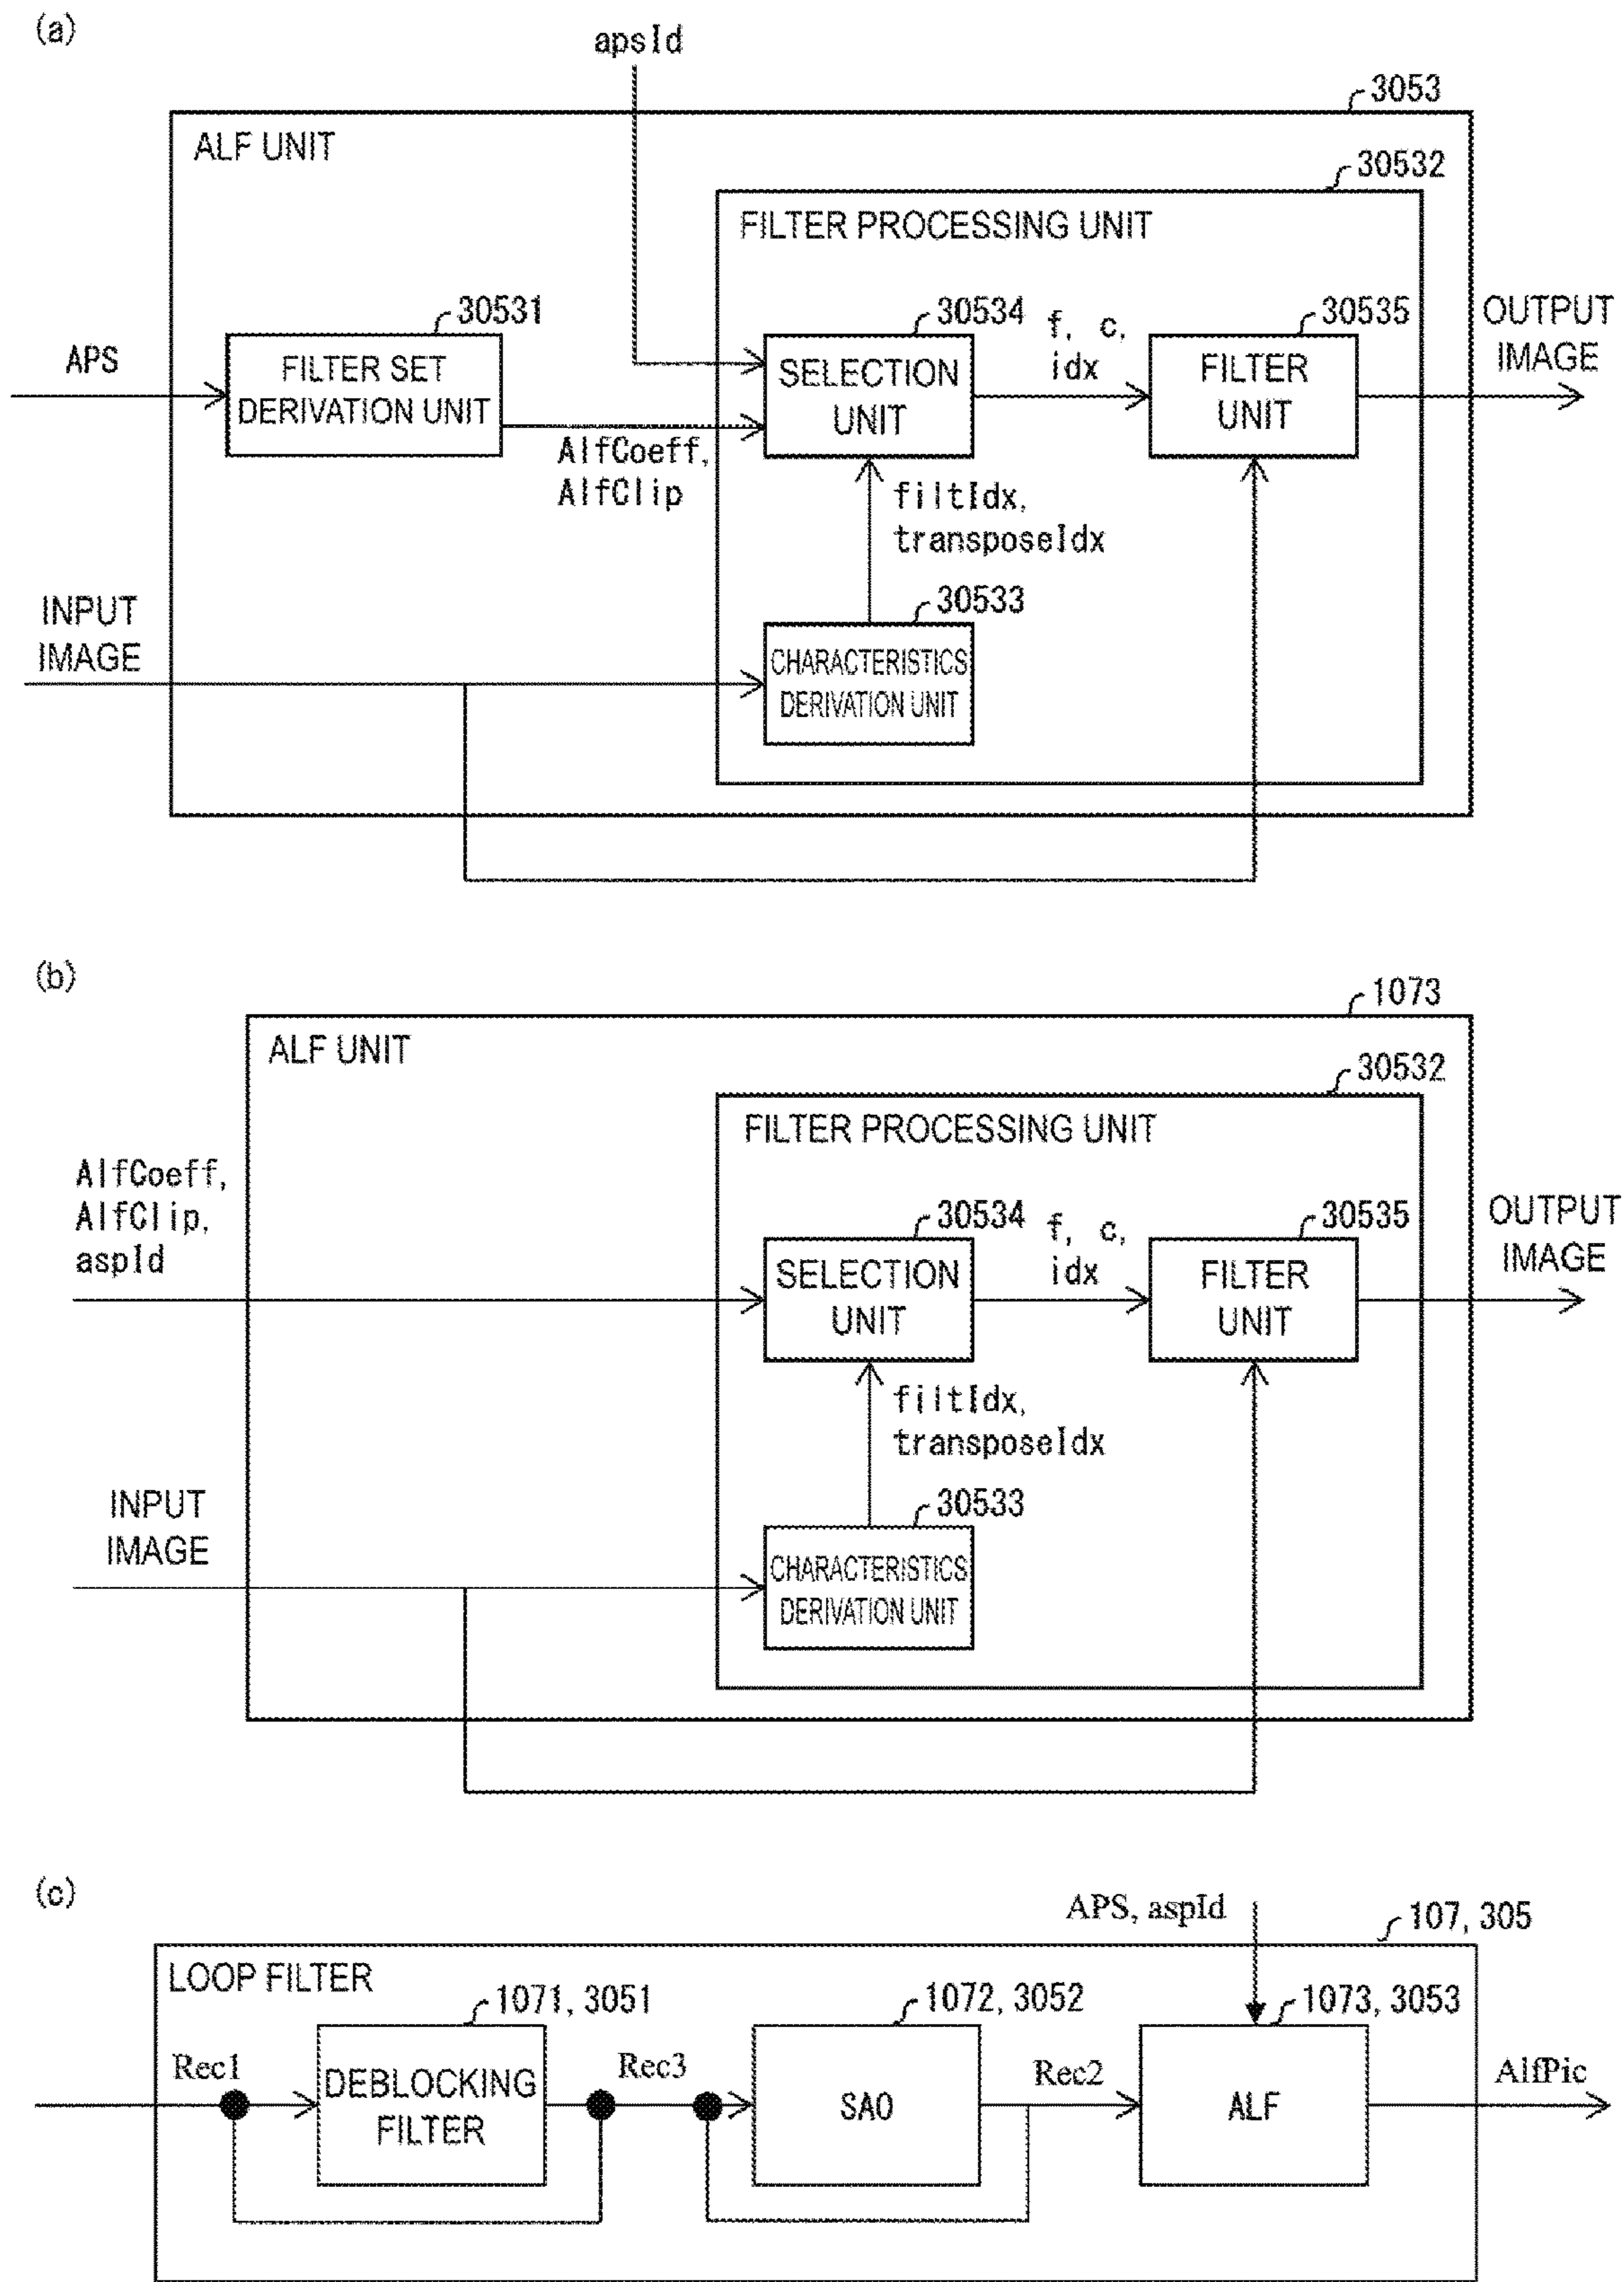 (a)
apsId
3053
ALF UNIT
30532
FILTER PROCESSING UNIT
30531
30534
f, c,
idx
30535
OUTPUT
IMAGE
APS
FILTER SET
DERIVATION UNIT
SELECTION
UNIT
FILTER
UNIT
AlfCoeff,
AlfClip
filtIdx,
transposeIdx
INPUT
IMAGE
30533
CHARACTERISTICS
DERIVATION UNIT
(b)
1073
ALF UNIT
30532
FILTER PROCESSING UNIT
AlfCoeff,
AlfClip,
aspId
30534
f, c,
idx
30535
OUTPUT
IMAGE
SELECTION
UNIT
FILTER
UNIT
filtIdx,
transposeIdx
INPUT
IMAGE
30533
CHARACTERISTICS
DERIVATION UNIT
(c)
APS, aspId
107, 305
LOOP FILTER
1071, 3051
1072, 3052
1073, 3053
Rec1
DEBLOCKING
FILTER
Rec3
SAO
Rec2
ALF
AlfPic